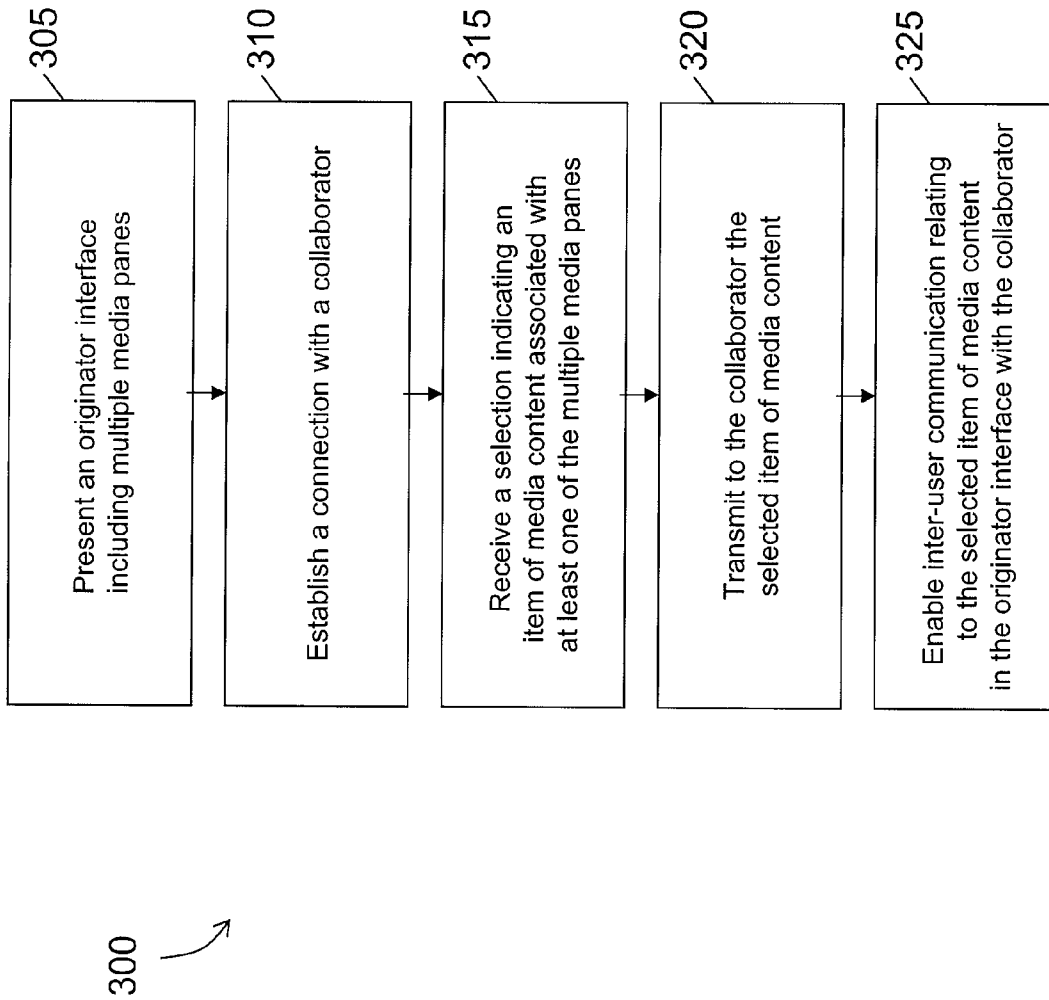 300
305
Present an originator interface
including multiple media panes
310
Establish a connection with a collaborator
315
Receive a selection indicating an
item of media content associated with
at least one of the multiple media panes
320
Transmit to the collaborator the
selected item of media content
325
Enable inter-user communication relating
to the selected item of media content
in the originator interface with the collaborator